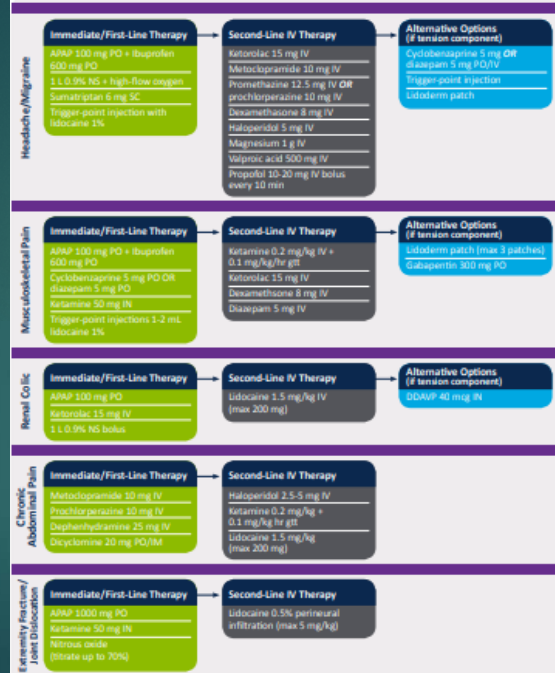 Headache/Migraine
Immediate/First-Line Therapy
APAP 100 mg PO + Ibuprofen
600 mg PO
1 L 0.9% NS + high-flow oxygen
Sumatriptan 6 mg SC
Trigger-point injection with
lidocaine 1%
Second-Line IV Therapy
Ketorolac 15 mg IV
Metoclopramide 10 mg IV
Promethazine 12.5 mg IV OR
prochlorperazine 10 mg IV
Dexamethasone 8 mg IV
Haloperidol 5 mg IV
Magnesium 1 g IV
Valproic acid 500 mg IV
Propofol 10-20 mg IV bolus
every 10 min
Alternative Options
(if tension component)
Cyclobenzaprine 5 mg OR
diazepam 5 mg PO/IV
Trigger-point injection
Lidoderm patch
Musculoskeletal Pain
Immediate/First-Line Therapy
APAP 100 mg PO + Ibuprofen
600 mg PO
Cyclobenzaprine 5 mg PO OR
diazepam 5 mg PO
Ketamine 50 mg IN
Trigger-point injections 1-2 mL
lidocaine 1%
Second-Line IV Therapy
Ketamine 0.2 mg/kg IV +
0.1 mg/kg/hr gtt
Ketorolac 15 mg IV
Dexamethsone 8 mg IV
Diazepam 5 mg IV
Alternative Options
(if tension component)
Lidoderm patch (max 3 patches)
Gabapentin 300 mg PO
Renal Colic
Immediate/First-Line Therapy
APAP 100 mg PO
Ketorolac 15 mg IV
1 L 0.9% NS bolus
Second-Line IV Therapy
Lidocaine 1.5 mg/kg IV
(max 200 mg)
Alternative Options
(if tension component)
DDAVP 40 mcg IN
Chronic
Abdominal Pain
Immediate/First-Line Therapy
Metoclopramide 10 mg IV
Prochlorperazine 10 mg IV
Dephenhydramine 25 mg IV
Dicyclomine 20 mg PO/IM
Second-Line IV Therapy
Haloperidol 2.5-5 mg IV
Ketamine 0.2 mg/kg +
0.1 mg/kg hr gtt
Lidocaine 1.5 mg/kg
(max 200 mg)
Extremity Fracture/
Joint Dislocation
Immediate/First-Line Therapy
APAP 1000 mg PO
Ketamine 50 mg IN
Nitrous oxide
(titrate up to 70%)
Second-Line IV Therapy
Lidocaine 0.5% perineural
infiltration (max 5 mg/kg)